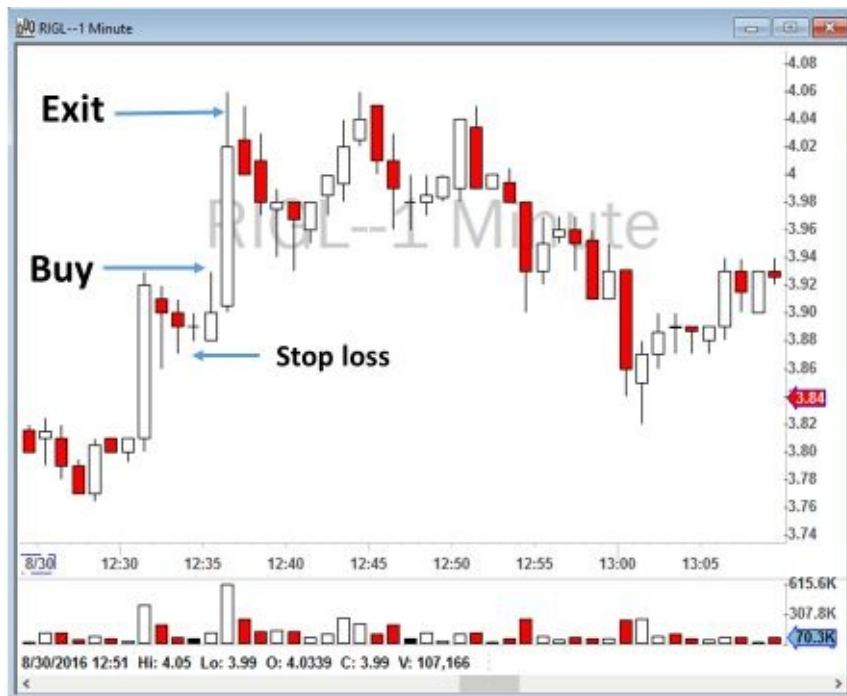 RIGL--1 Minute
4.08
Exit
4.06
4.04
4.02
4
RIGL--1 Minute
3.98
3.96
3.94
Buy
3.92
3.90
3.88
Stop loss
3.86
3.84
3.82
3.80
3.78
3.76
3.74
8/30 12:30 12:35 12:40 12:45 12:50 12:55 13:00 13:05
615.6K
307.8K
70.3K
8/30/2016 12:51 Hi: 4.05 Lo: 3.99 O: 4.0339 C: 3.99 V: 107,166